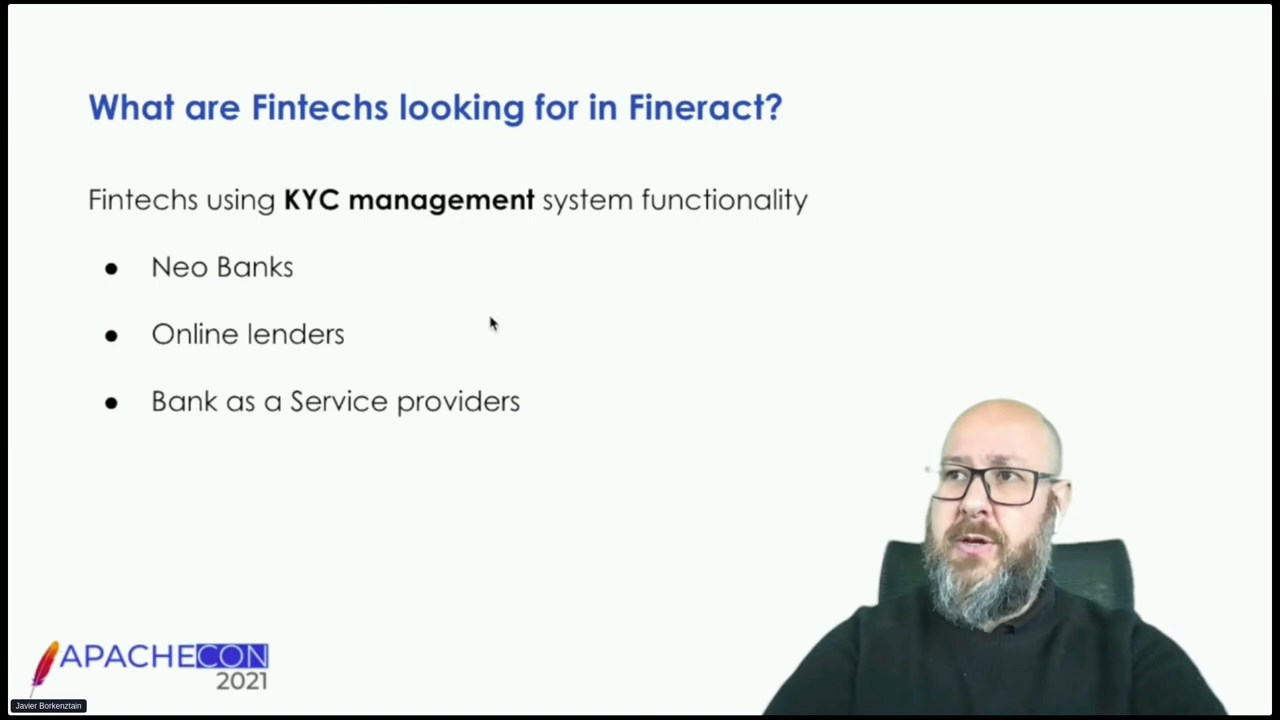 What are Fintechs looking for in Fineract?
Fintechs using KYC management system functionality
● Neo Banks
● Online lenders
● Bank as a Service providers
APACHECON
2021
Javier Borkenztain